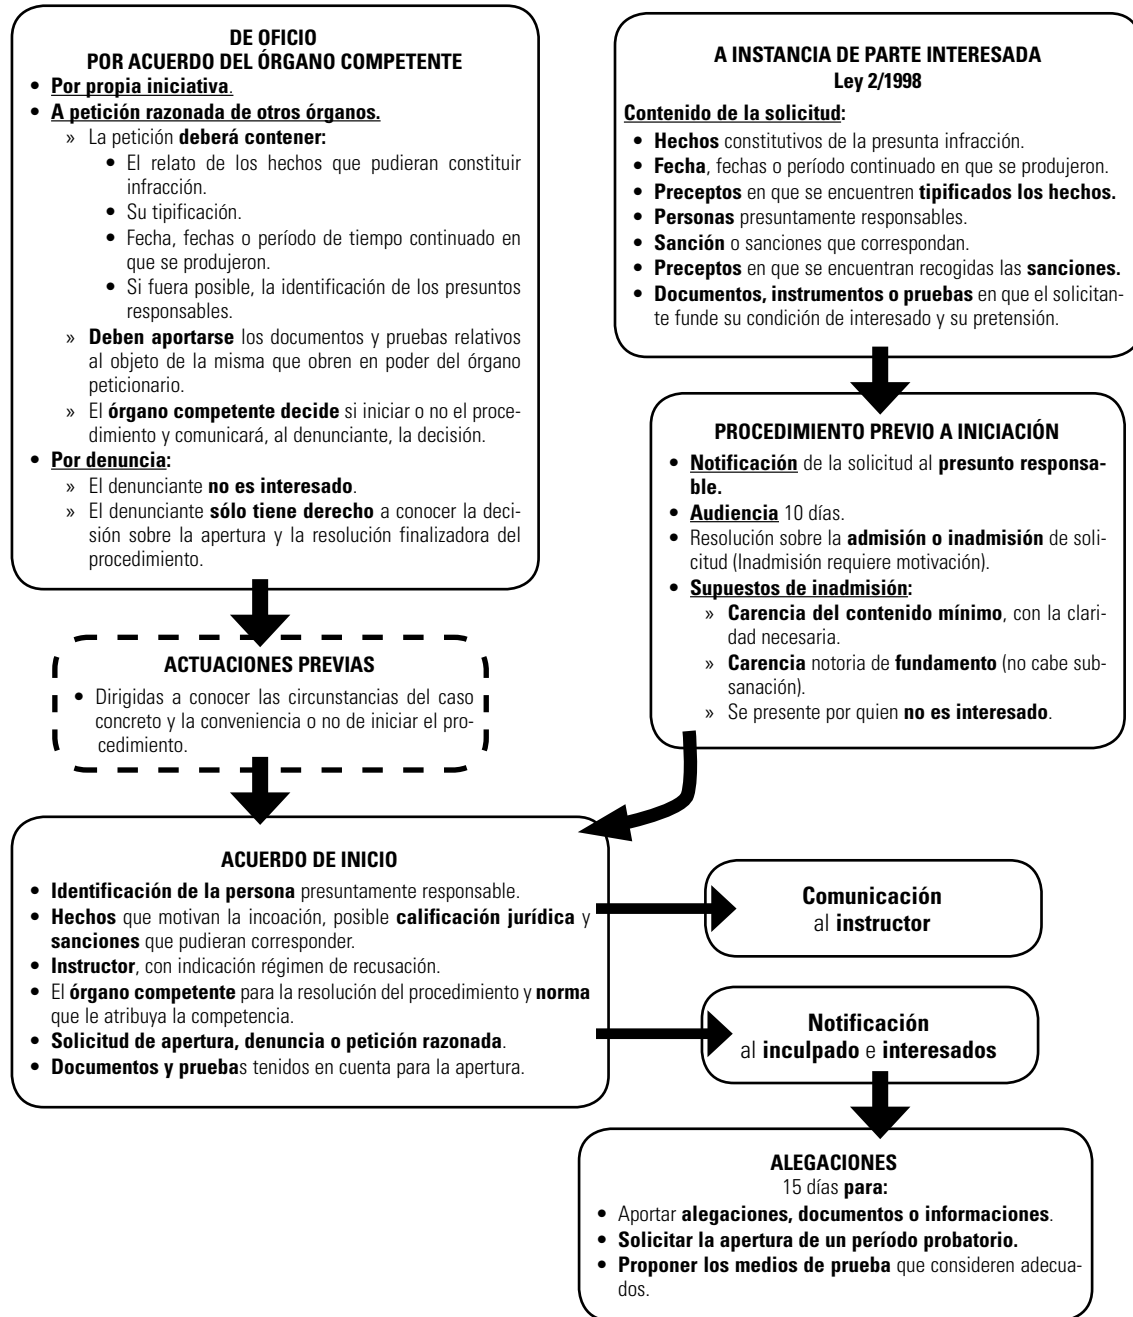 DE OFICIO
POR ACUERDO DEL ÓRGANO COMPETENTE
• Por propia iniciativa.
• A petición razonada de otros órganos.
» La petición deberá contener:
• El relato de los hechos que pudieran constituir
infracción.
• Su tipificación.
• Fecha, fechas o período de tiempo continuado en
que se produjeron.
• Si fuera posible, la identificación de los presuntos
responsables.
» Deben aportarse los documentos y pruebas relativos
al objeto de la misma que obren en poder del órgano
peticionario.
» El órgano competente decide si iniciar o no el proce-
dimiento y comunicará, al denunciante, la decisión.
• Por denuncia:
» El denunciante no es interesado.
» El denunciante sólo tiene derecho a conocer la deci-
sión sobre la apertura y la resolución finalizadora del
procedimiento.
A INSTANCIA DE PARTE INTERESADA
Ley 2/1998
Contenido de la solicitud:
• Hechos constitutivos de la presunta infracción.
• Fecha, fechas o período continuado en que se produjeron.
• Preceptos en que se encuentren tipificados los hechos.
• Personas presuntamente responsables.
• Sanción o sanciones que correspondan.
• Preceptos en que se encuentran recogidas las sanciones.
• Documentos, instrumentos o pruebas en que el solicitan-
te funde su condición de interesado y su pretensión.
PROCEDIMIENTO PREVIO A INICIACIÓN
• Notificación de la solicitud al presunto responsa-
ble.
• Audiencia 10 días.
• Resolución sobre la admisión o inadmisión de soli-
citud (Inadmisión requiere motivación).
• Supuestos de inadmisión:
» Carencia del contenido mínimo, con la clari-
dad necesaria.
» Carencia notoria de fundamento (no cabe sub-
sanación).
» Se presente por quien no es interesado.
ACTUACIONES PREVIAS
• Dirigidas a conocer las circunstancias del caso
concreto y la conveniencia o no de iniciar el pro-
cedimiento.
ACUERDO DE INICIO
• Identificación de la persona presuntamente responsable.
• Hechos que motivan la incoación, posible calificación jurídica y
sanciones que pudieran corresponder.
• Instructor, con indicación régimen de recusación.
• El órgano competente para la resolución del procedimiento y norma
que le atribuya la competencia.
• Solicitud de apertura, denuncia o petición razonada.
• Documentos y pruebas tenidos en cuenta para la apertura.
Comunicación
al instructor
Notificación
al inculpado e interesados
ALEGACIONES
15 días para:
• Aportar alegaciones, documentos o informaciones.
• Solicitar la apertura de un período probatorio.
• Proponer los medios de prueba que consideren adecua-
dos.